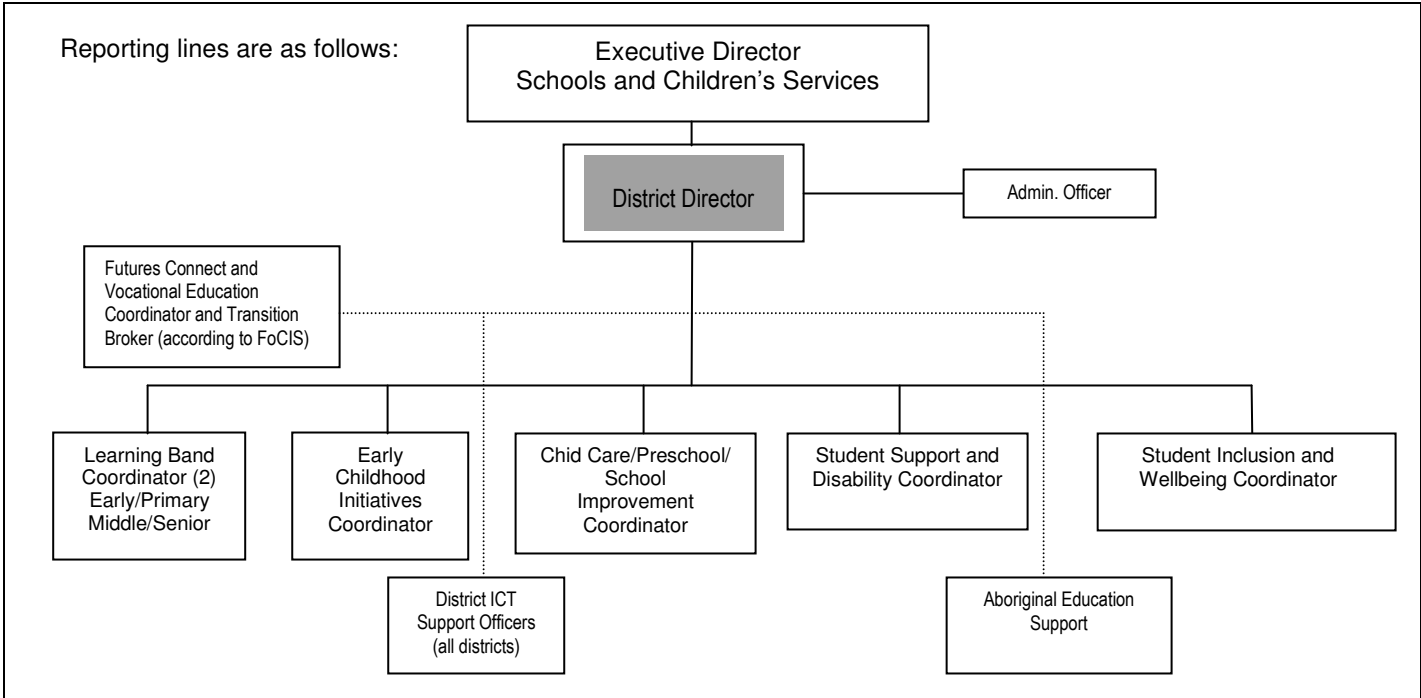 Reporting lines are as follows:
Executive Director
Schools and Children's Services
District Director
Admin. Officer
Futures Connect and
Vocational Education
Coordinator and Transition
Broker (according to FoCIS)
Learning Band
Coordinator (2)
Early/Primary
Middle/Senior
Early
Childhood
Initiatives
Coordinator
Chid Care/Preschool/
School
Improvement
Coordinator
Student Support and
Disability Coordinator
Student Inclusion and
Wellbeing Coordinator
District ICT
Support Officers
(all districts)
Aboriginal Education
Support